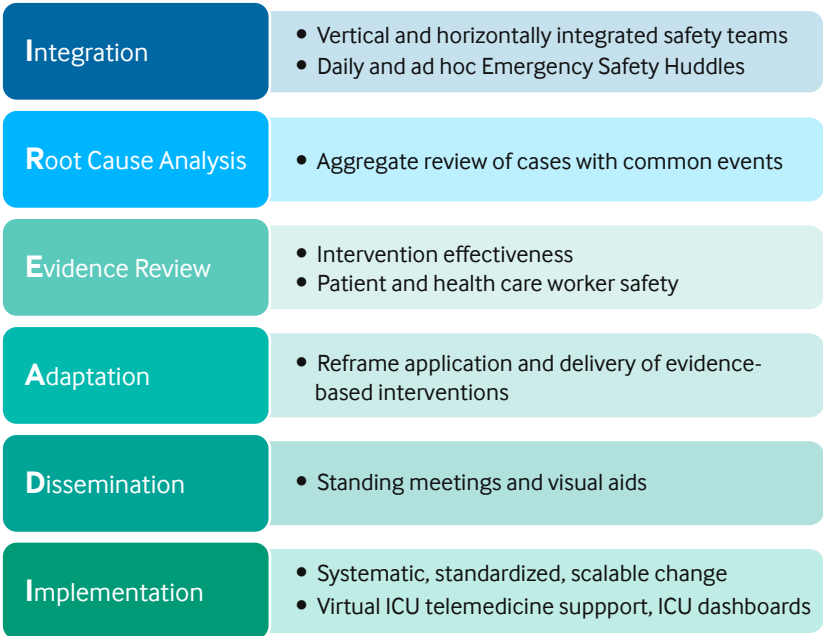 Integration
• Vertical and horizontally integrated safety teams
• Daily and ad hoc Emergency Safety Huddles
Root Cause Analysis
• Aggregate review of cases with common events
Evidence Review
• Intervention effectiveness
• Patient and health care worker safety
Adaptation
• Reframe application and delivery of evidence-
based interventions
Dissemination
• Standing meetings and visual aids
Implementation
• Systematic, standardized, scalable change
• Virtual ICU telemedicine suppport, ICU dashboards